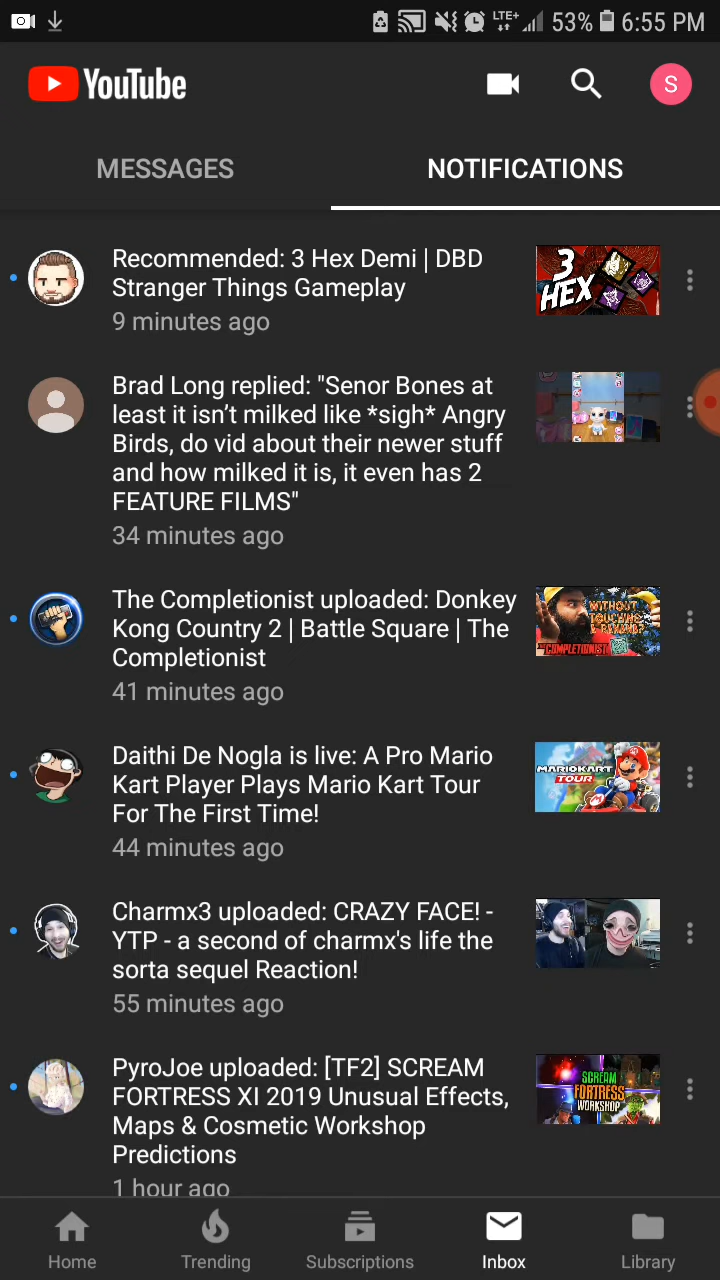 LTE+ 53% 6:55 PM
YouTube
S
MESSAGES
NOTIFICATIONS
Recommended: 3 Hex Demi | DBD
Stranger Things Gameplay
9 minutes ago
3
HEX
Brad Long replied: "Senor Bones at
least it isn’t milked like *sigh* Angry
Birds, do vid about their newer stuff
and how milked it is, it even has 2
FEATURE FILMS"
34 minutes ago
The Completionist uploaded: Donkey
Kong Country 2 | Battle Square | The
Completionist
41 minutes ago
WITHOUT
TOUCHING
COMPLETIONIST
Daithi De Nogla is live: A Pro Mario
Kart Player Plays Mario Kart Tour
For The First Time!
44 minutes ago
MARIOKART
TOUR
Charmx3 uploaded: CRAZY FACE! -
YTP - a second of charmx's life the
sorta sequel Reaction!
55 minutes ago
PyroJoe uploaded: [TF2] SCREAM
FORTRESS XI 2019 Unusual Effects,
Maps & Cosmetic Workshop
Predictions
1 hour ago
SCREAM
FORTRESS
WORKSHOP
Home
Trending
Subscriptions
Inbox
Library